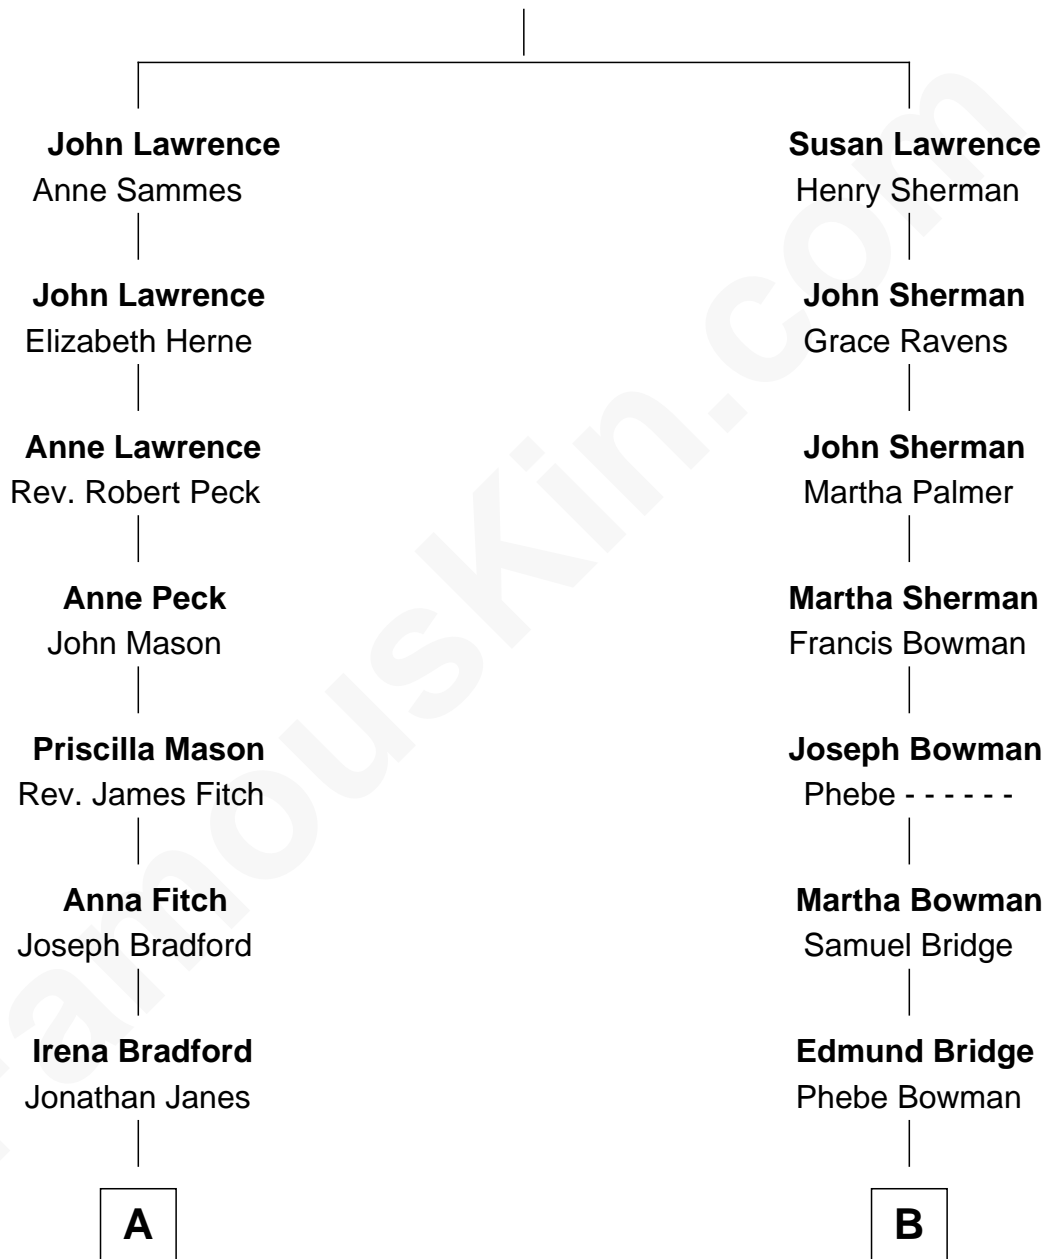 John Lawrence
Anne Sammes
John Lawrence
Elizabeth Herne
Anne Lawrence
Rev. Robert Peck
Anne Peck
John Mason
Priscilla Mason
Rev. James Fitch
Anna Fitch
Joseph Bradford
Irena Bradford
Jonathan Janes
A
Susan Lawrence
Henry Sherman
John Sherman
Grace Ravens
John Sherman
Martha Palmer
Martha Sherman
Francis Bowman
Joseph Bowman
Phebe - - - - - -
Martha Bowman
Samuel Bridge
Edmund Bridge
Phebe Bowman
B
FamousKin.com